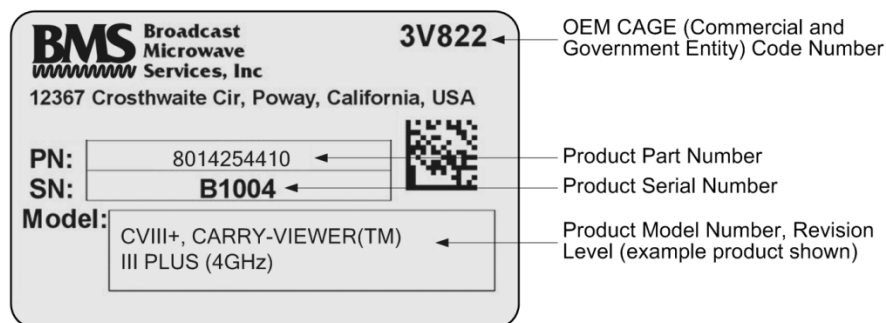 BMS Broadcast
Microwave
Services, Inc
3V822
12367 Crosthwaite Cir, Poway, California, USA
PN: 8014254410
SN: B1004
Model: CVIII+, CARRY-VIEWER(TM)
III PLUS (4GHz)
OEM CAGE (Commercial and
Government Entity) Code Number
Product Part Number
Product Serial Number
Product Model Number, Revision
Level (example product shown)